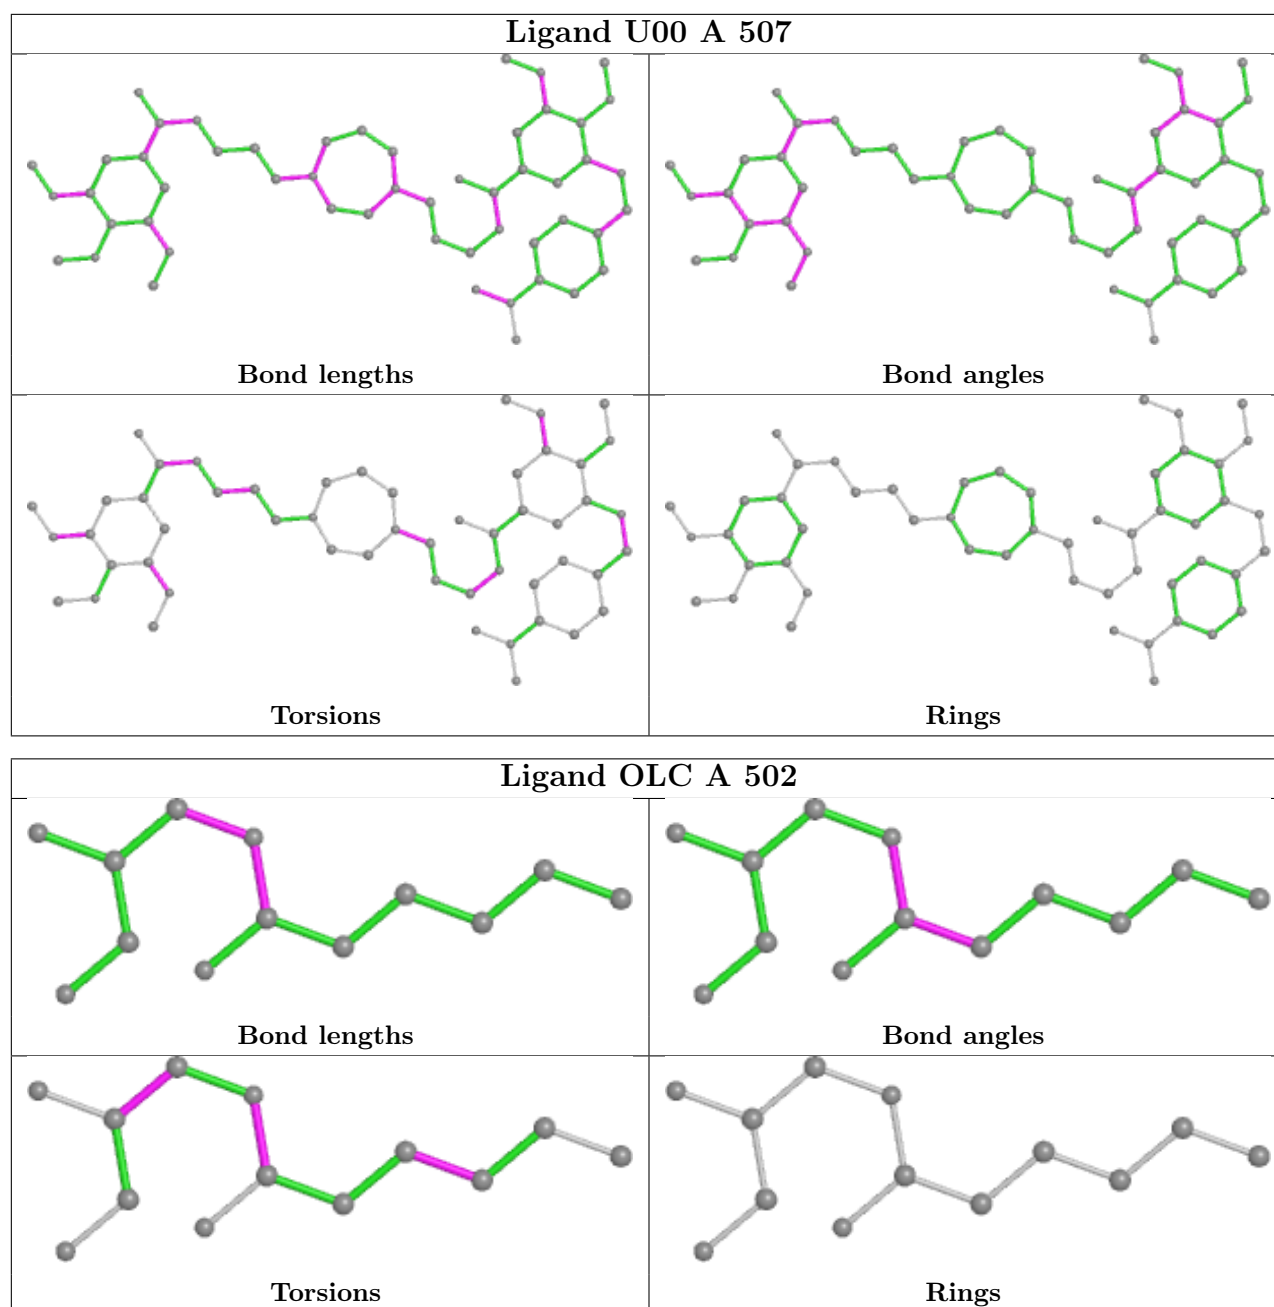 Ligand U00 A 507
Bond lengths
Bond angles
Torsions
Rings
Ligand OLC A 502
Bond lengths
Bond angles
Torsions
Rings